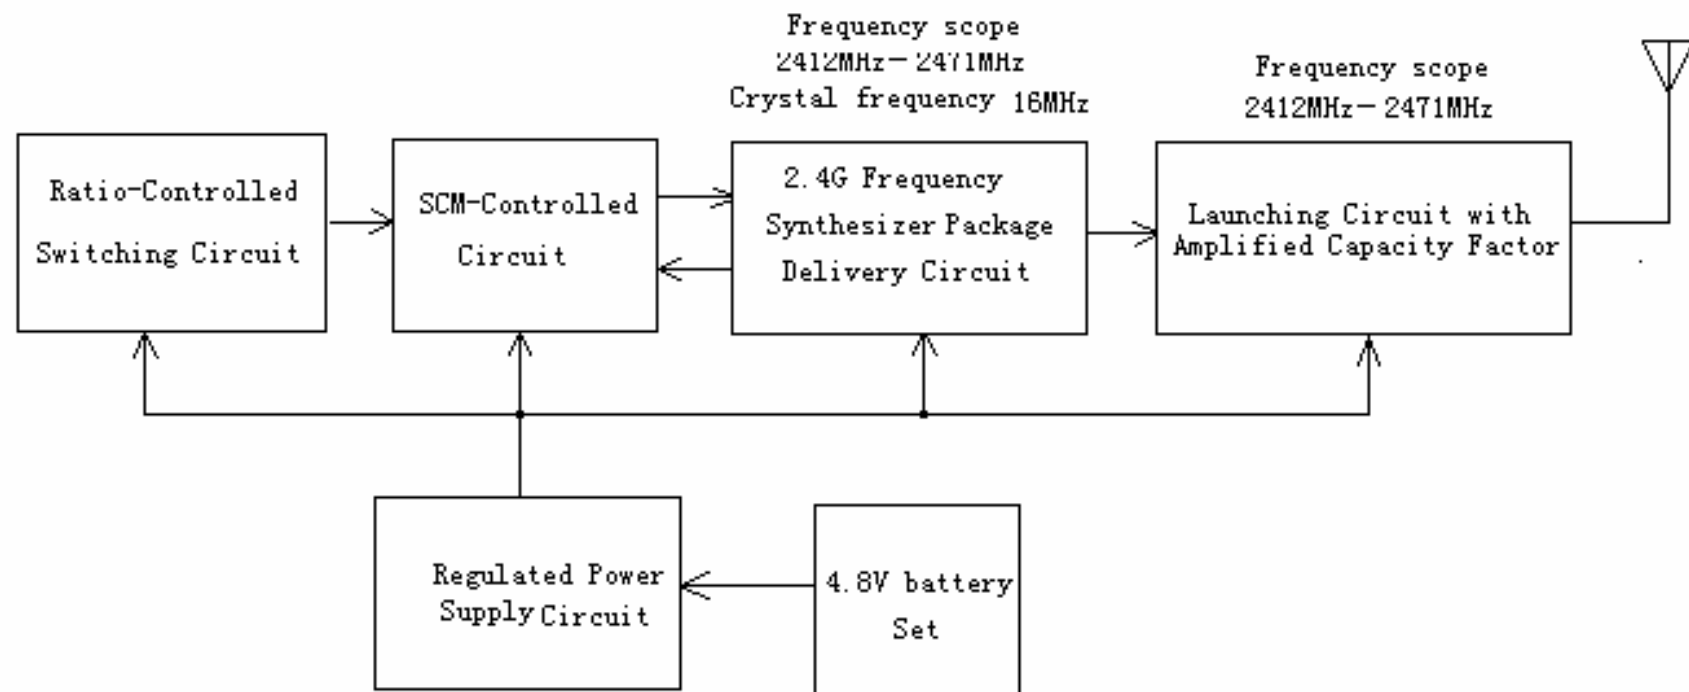 Frequency scope
2412MHz－2471MHz
Crystal frequency 16MHz
Frequency scope
2412MHz－2471MHz
Ratio-Controlled
Switching Circuit
SCM-Controlled
Circuit
2.4G Frequency
Synthesizer Package
Delivery Circuit
Launching Circuit with
Amplified Capacity Factor
Regulated Power
Supply Circuit
4.8V battery
Set